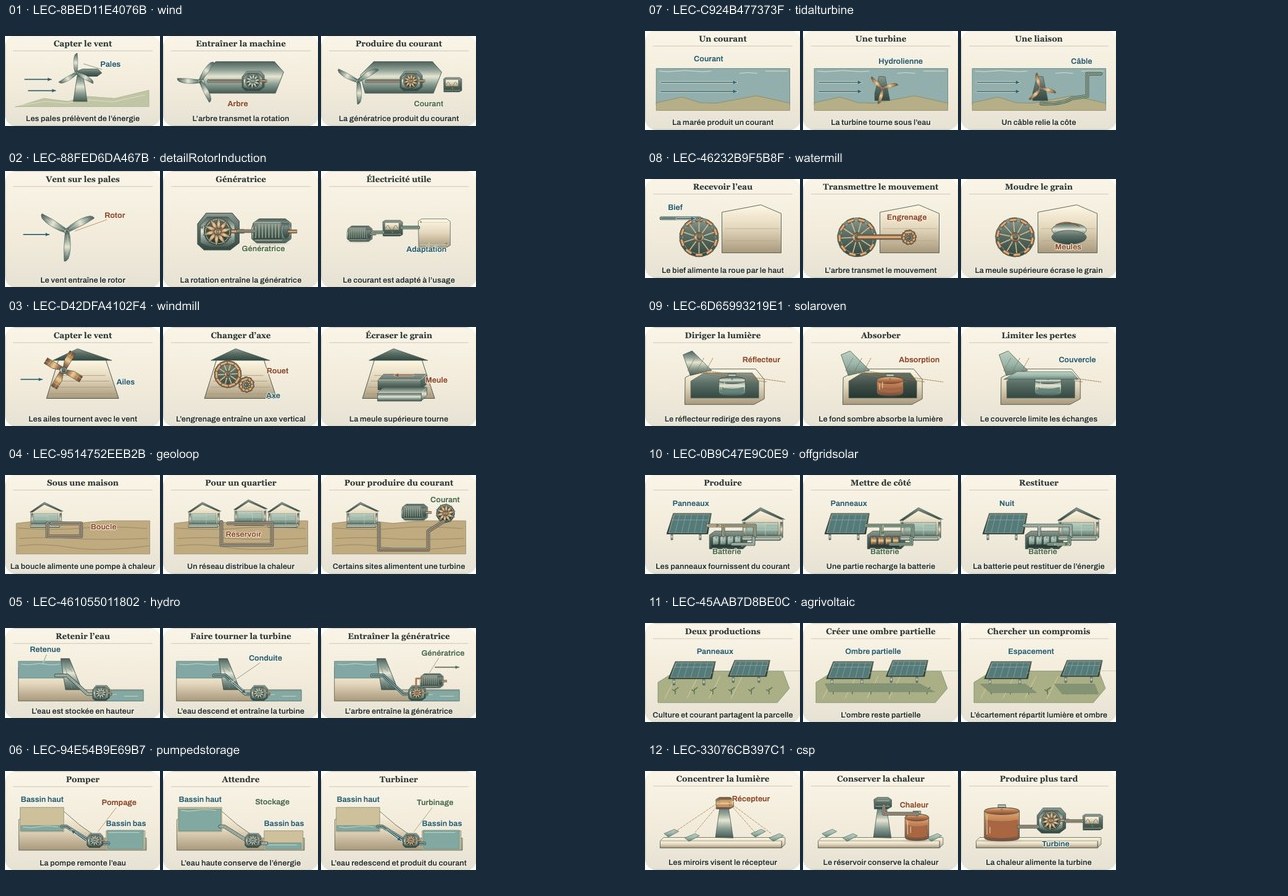 01 · LEC-8BED11E4076B · wind
Capter le vent
Pales
Les pales prélèvent de l'énergie
Entraîner la machine
Arbre
L'arbre transmet la rotation
Produire du courant
Courant
La génératrice produit du courant
02 · LEC-88FED6DA467B · detailRotorInduction
Vent sur les pales
Rotor
Le vent entraîne le rotor
Génératrice
Génératrice
La rotation entraîne la génératrice
Électricité utile
Adaptation
Le courant est adapté à l'usage
03 · LEC-D42DFA4102F4 · windmill
Capter le vent
Ailes
Les ailes tournent avec le vent
Changer d'axe
Rouet
Axe
L'engrenage entraîne un axe vertical
Écraser le grain
Meule
La meule supérieure tourne
04 · LEC-9514752EEB2B · geoloop
Sous une maison
Boucle
La boucle alimente une pompe à chaleur
Pour un quartier
Réservoir
Un réseau distribue la chaleur
Pour produire du courant
Courant
Certains sites alimentent une turbine
05 · LEC-461055011802 · hydro
Retenir l'eau
Retenue
L'eau est stockée en hauteur
Faire tourner la turbine
Conduite
L'eau descend et entraîne la turbine
Entraîner la génératrice
Génératrice
L'arbre entraîne la génératrice
06 · LEC-94E54B9E69B7 · pumpedstorage
Pomper
Bassin haut
Pompage
Bassin bas
La pompe remonte l'eau
Attendre
Bassin haut
Stockage
Bassin bas
L'eau haute conserve de l'énergie
Turbiner
Bassin haut
Turbinage
Bassin bas
L'eau redescend et produit du courant
07 · LEC-C924B477373F · tidalturbine
Un courant
Courant
La marée produit un courant
Une turbine
Hydrolienne
La turbine tourne sous l'eau
Une liaison
Câble
Un câble relie la côte
08 · LEC-46232B9F5B8F · watermill
Recevoir l'eau
Bief
Le bief alimente la roue par le haut
Transmettre le mouvement
Engrenage
L'arbre transmet le mouvement
Moudre le grain
Meules
La meule supérieure écrase le grain
09 · LEC-6D65993219E1 · solaroven
Diriger la lumière
Réflecteur
Le réflecteur redirige des rayons
Absorber
Absorption
Le fond sombre absorbe la lumière
Limiter les pertes
Couvercle
Le couvercle limite les échanges
10 · LEC-0B9C47E9C0E9 · offgridsolar
Produire
Panneaux
Batterie
Les panneaux fournissent du courant
Mettre de côté
Panneaux
Batterie
Une partie recharge la batterie
Restituer
Nuit
Batterie
La batterie peut restituer de l'énergie
11 · LEC-45AAB7D8BE0C · agrivoltaic
Deux productions
Panneaux
Culture et courant partagent la parcelle
Créer une ombre partielle
Ombre partielle
L'ombre reste partielle
Chercher un compromis
Espacement
L'écartement répartit lumière et ombre
12 · LEC-33076CB397C1 · csp
Concentrer la lumière
Récepteur
Les miroirs visent le récepteur
Conserver la chaleur
Chaleur
Le réservoir conserve la chaleur
Produire plus tard
Turbine
La chaleur alimente la turbine